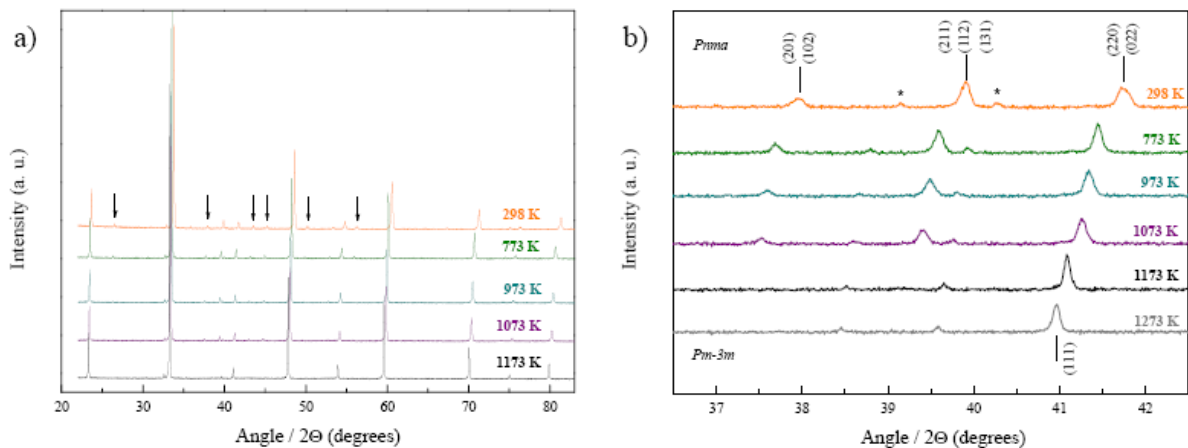 a)
Intensity (a. u.)
298 K
773 K
973 K
1073 K
1173 K
20 30 40 50 60 70 80
Angle / 2Θ (degrees)
b)
Intensity (a. u.)
Pnma
(201)
(102)
(211)
(112)
(131)
(220)
(022)
* *
298 K
773 K
973 K
1073 K
1173 K
1273 K
Pm-3m
(111)
37 38 39 40 41 42
Angle / 2Θ (degrees)